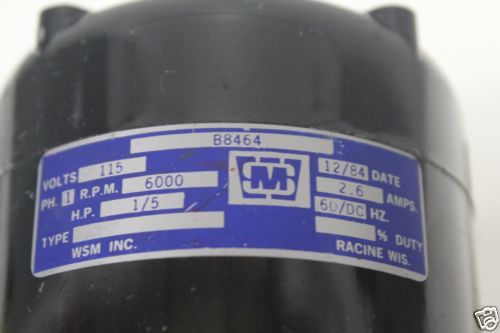 B8464
VOLTS 115 12/84 DATE
PH. 1 R.P.M. 6000 2.6 AMPS.
H.P. 1/5 60/DC HZ.
TYPE % DUTY
WSM INC. RACINE WIS.